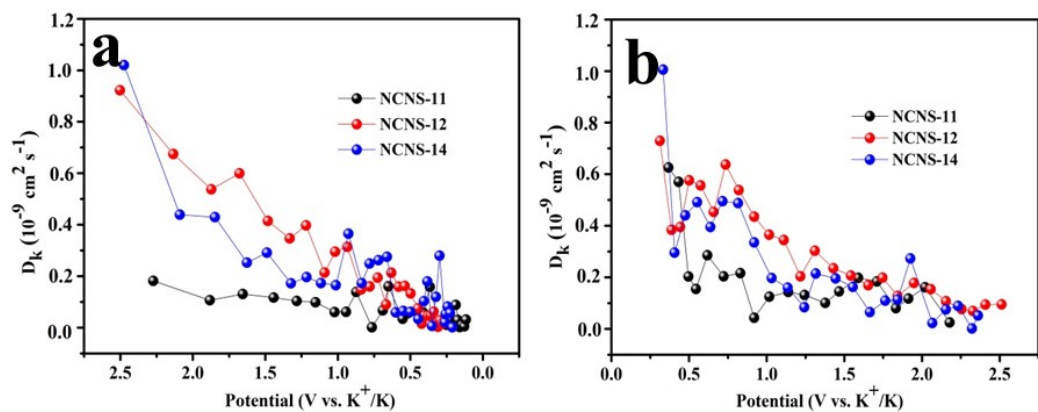 a
D_k (10^-9 cm^2 s^-1)
1.2
1.0
0.8
0.6
0.4
0.2
0.0
NCNS-11
NCNS-12
NCNS-14
2.5 2.0 1.5 1.0 0.5 0.0
Potential (V vs. K^+/K)
b
D_k (10^-9 cm^2 s^-1)
1.2
1.0
0.8
0.6
0.4
0.2
0.0
NCNS-11
NCNS-12
NCNS-14
0.0 0.5 1.0 1.5 2.0 2.5
Potential (V vs. K^+/K)